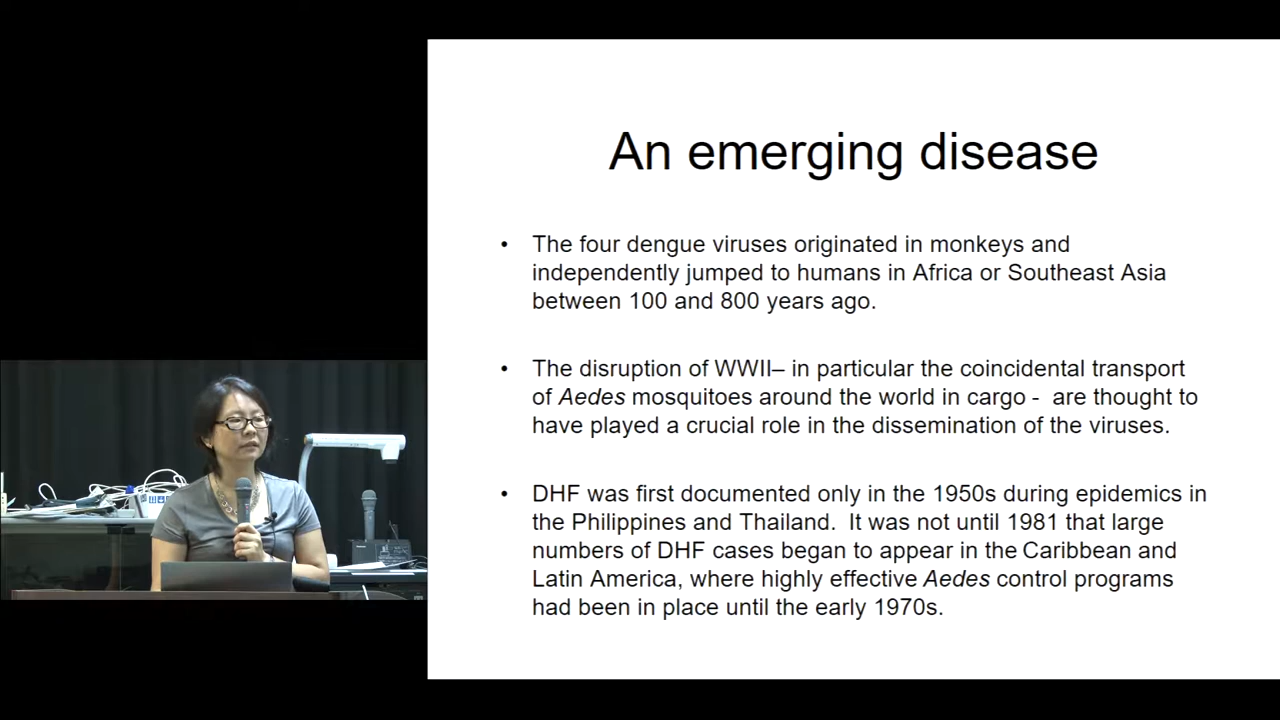 An emerging disease
• The four dengue viruses originated in monkeys and
independently jumped to humans in Africa or Southeast Asia
between 100 and 800 years ago.
• The disruption of WWII– in particular the coincidental transport
of Aedes mosquitoes around the world in cargo - are thought to
have played a crucial role in the dissemination of the viruses.
• DHF was first documented only in the 1950s during epidemics in
the Philippines and Thailand. It was not until 1981 that large
numbers of DHF cases began to appear in the Caribbean and
Latin America, where highly effective Aedes control programs
had been in place until the early 1970s.